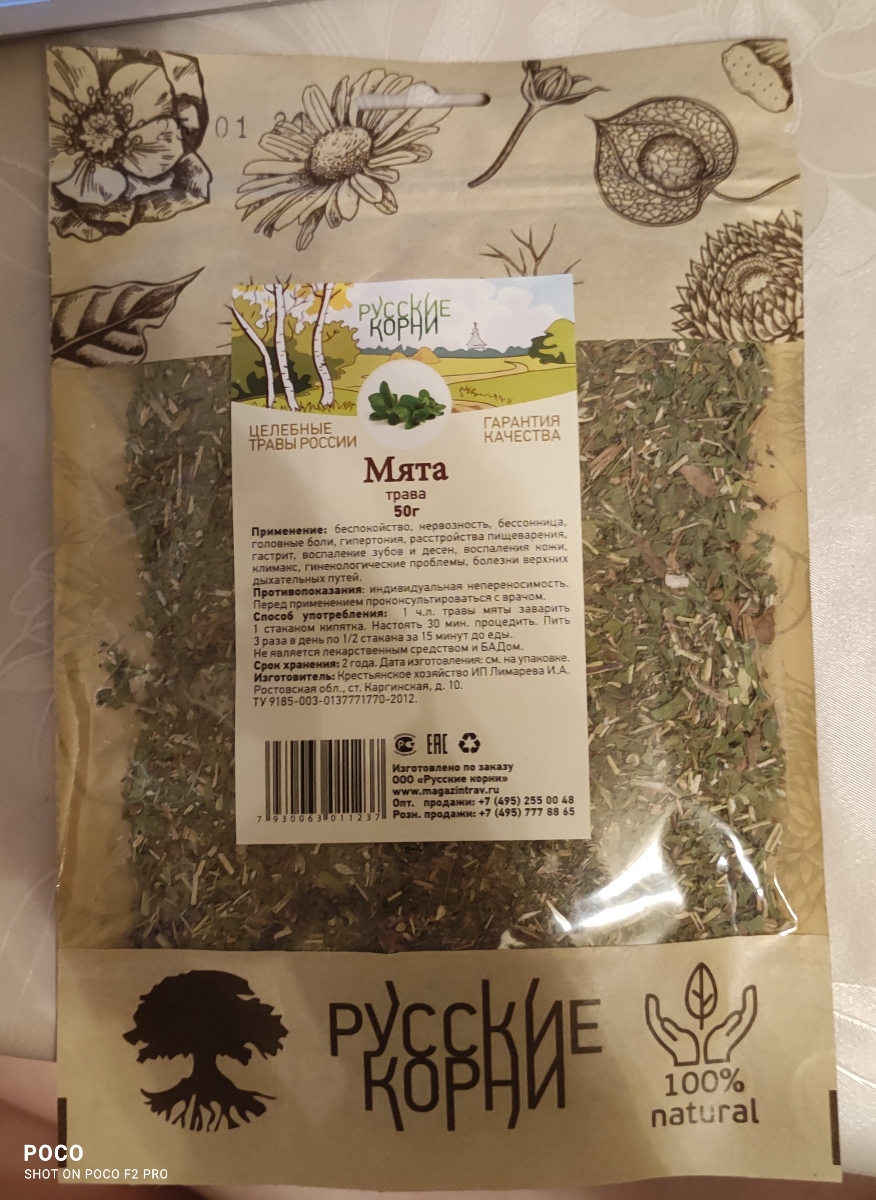 01
РУССКИЕ
КОРНИ
ЦЕЛЕБНЫЕ
ТРАВЫ РОССИИ
ГАРАНТИЯ
КАЧЕСТВА
Мята
трава
50г
Применение: беспокойство, нервозность, бессонница,
головные боли, гипертония, расстройства пищеварения,
гастрит, воспаление зубов и десен, воспаления кожи,
климакс, гинекологические проблемы, болезни верхних
дыхательных путей.
Противопоказания: индивидуальная непереносимость.
Перед применением проконсультироваться с врачом.
Способ употребления: 1 ч.л. травы мяты заварить
1 стаканом кипятка. Настоять 30 мин. процедить. Пить
3 раза в день по 1/2 стакана за 15 минут до еды.
Не является лекарственным средством и БАДом.
Срок хранения: 2 года. Дата изготовления: см. на упаковке.
Изготовитель: Крестьянское хозяйство ИП Лимарева И.А.
Ростовская обл., ст. Каргинская, д. 10.
ТУ 9185-003-0137771770-2012.
РСТ EAC
Изготовлено по заказу
ООО «Русские корни»
www.magazintrav.ru
Опт. продажи: +7 (495) 255 00 48
Розн. продажи: +7 (495) 777 88 65
7 930063 011237
РУССКИЕ
КОРНИ
100%
natural
POCO
SHOT ON POCO F2 PRO